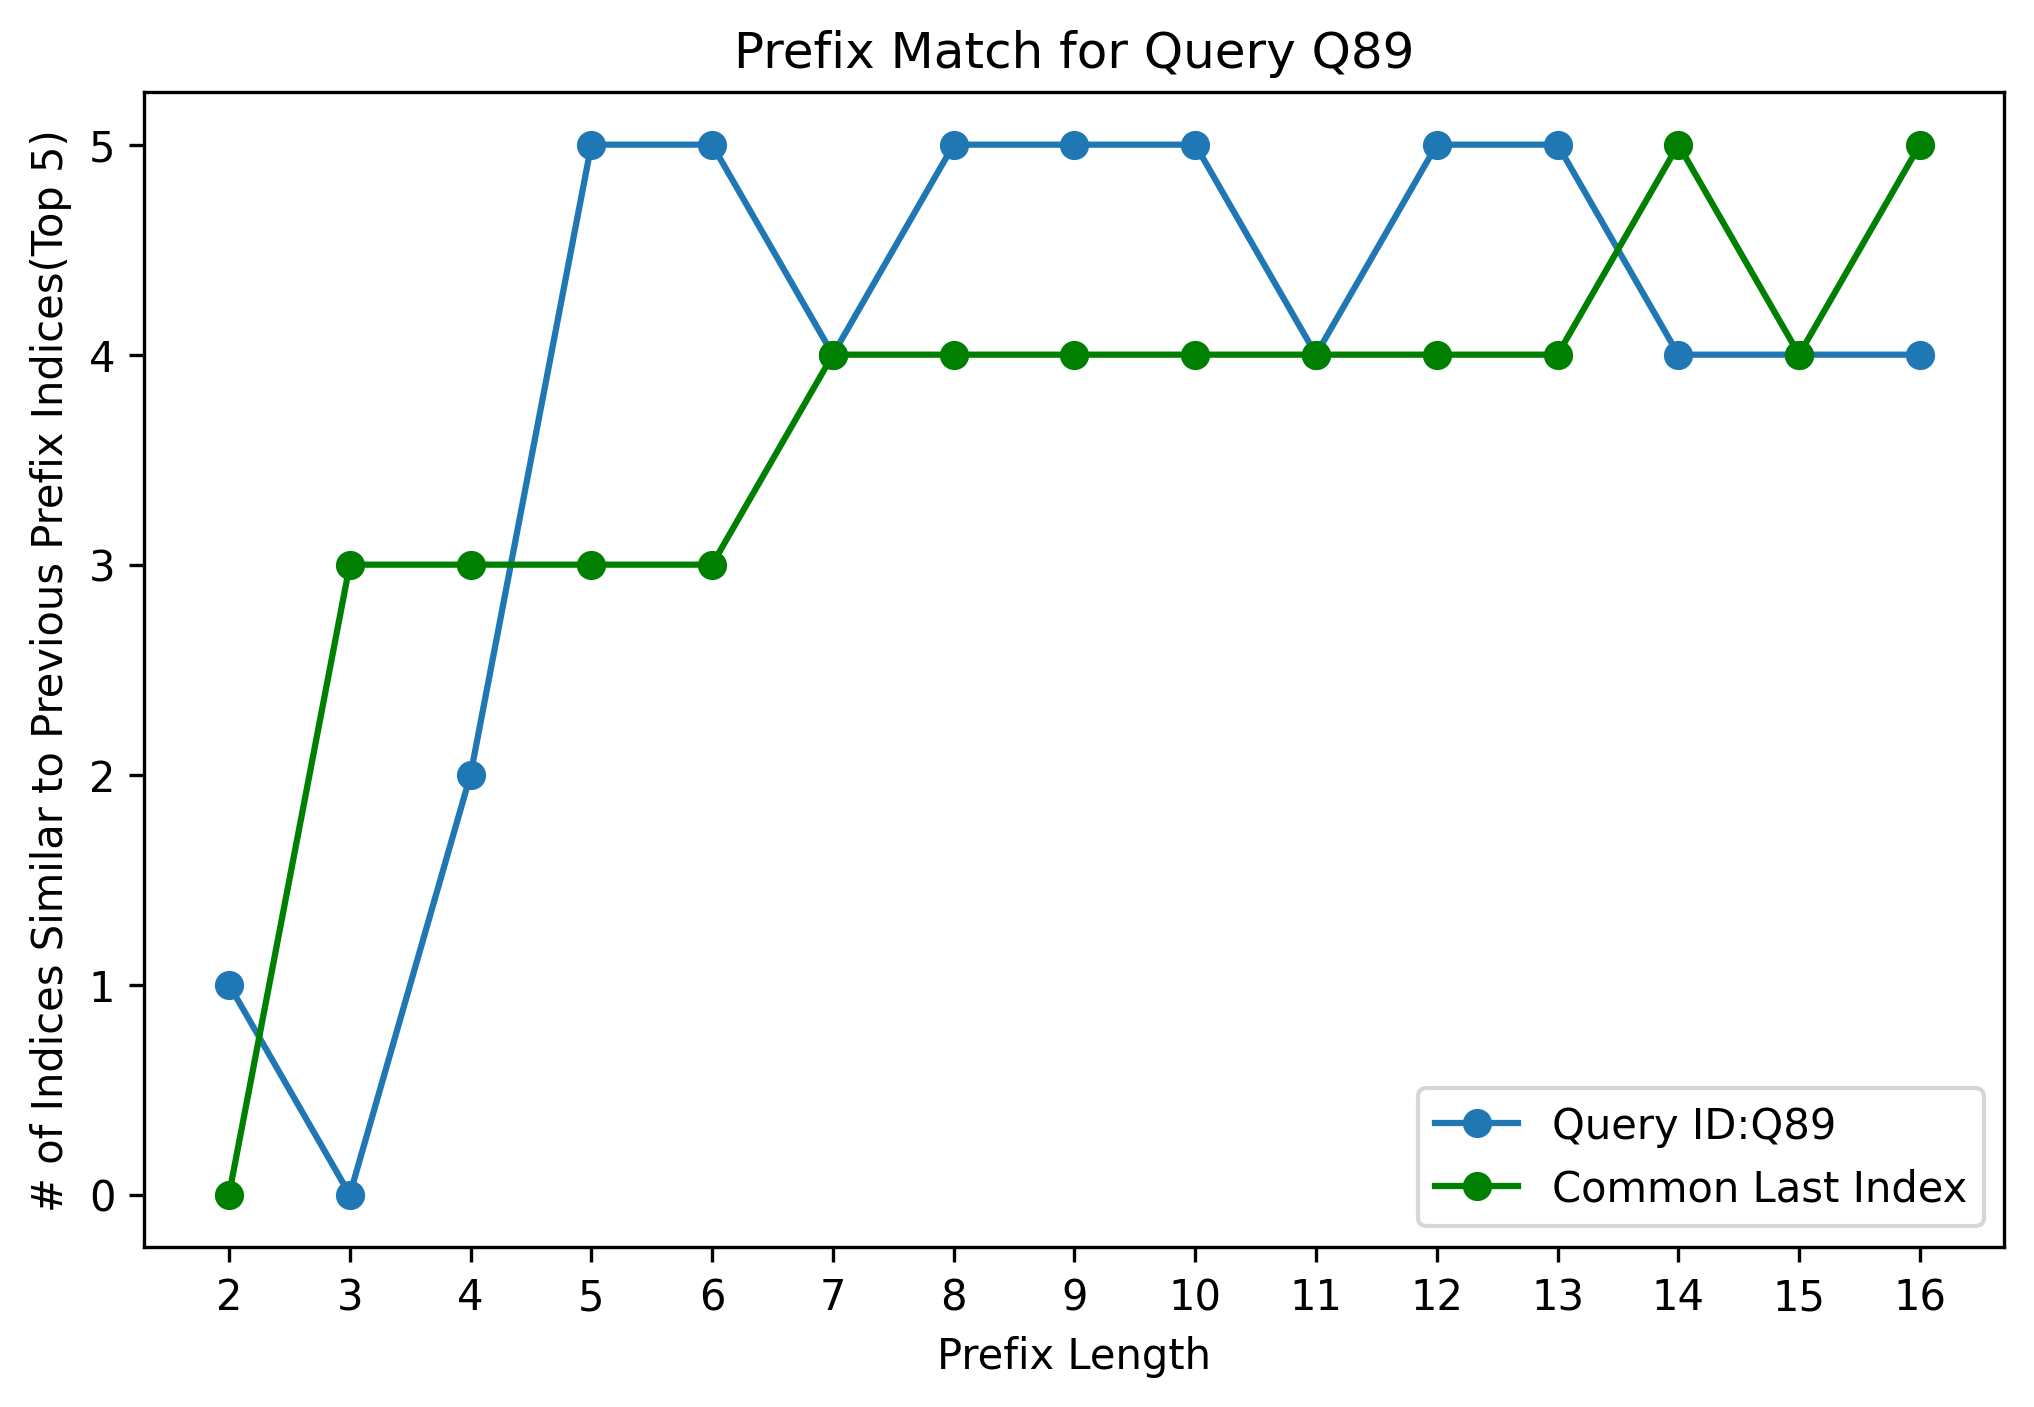 Prefix Match for Query Q89
# of Indices Similar to Previous Prefix Indices(Top 5)
5
4
3
2
1
0
2 3 4 5 6 7 8 9 10 11 12 13 14 15 16
Prefix Length
Query ID:Q89
Common Last Index